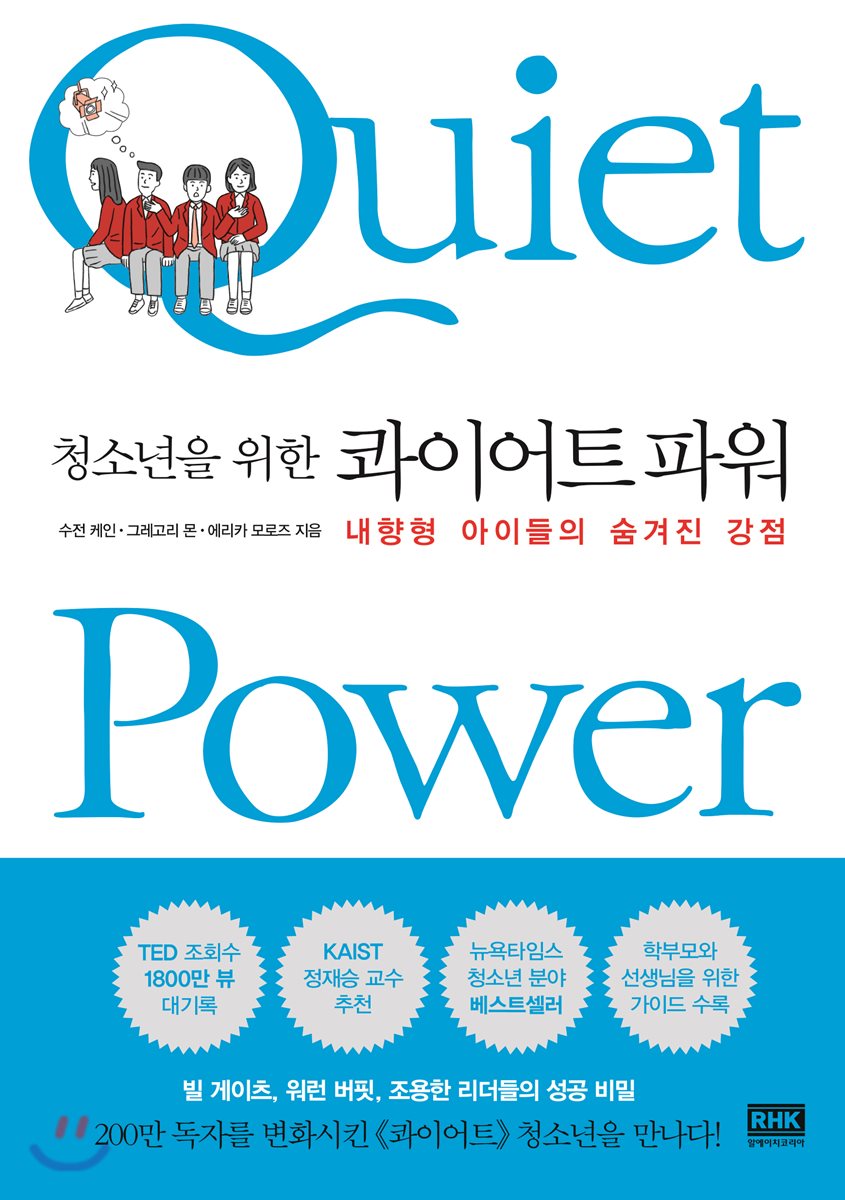 Quiet
청소년을 위한 콰이어트 파워
수전 케인·그레고리 몬·에리카 모로즈 지음
내향형 아이들의 숨겨진 강점
Power
TED 조회수
1800만 뷰
대기록
KAIST
정재승 교수
추천
뉴욕타임스
청소년 분야
베스트셀러
학부모와
선생님을 위한
가이드 수록
빌 게이츠, 워런 버핏, 조용한 리더들의 성공 비밀
200만 독자를 변화시킨 《콰이어트》 청소년을 만나다!
RHK
알에이치코리아